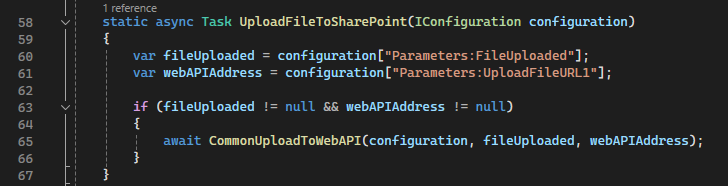 1 reference
58 static async Task UploadFileToSharePoint(IConfiguration configuration)
59 {
60 var fileUploaded = configuration["Parameters:FileUploaded"];
61 var webAPIAddress = configuration["Parameters:UploadFileURL1"];
62
63 if (fileUploaded != null && webAPIAddress != null)
64 {
65 await CommonUploadToWebAPI(configuration, fileUploaded, webAPIAddress);
66 }
67 }